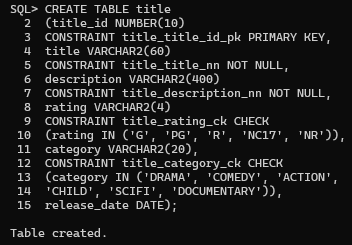 SQL> CREATE TABLE title
  2  (title_id NUMBER(10)
  3  CONSTRAINT title_title_id_pk PRIMARY KEY,
  4  title VARCHAR2(60)
  5  CONSTRAINT title_title_nn NOT NULL,
  6  description VARCHAR2(400)
  7  CONSTRAINT title_description_nn NOT NULL,
  8  rating VARCHAR2(4)
  9  CONSTRAINT title_rating_ck CHECK
 10  (rating IN ('G', 'PG', 'R', 'NC17', 'NR')),
 11  category VARCHAR2(20),
 12  CONSTRAINT title_category_ck CHECK
 13  (category IN ('DRAMA', 'COMEDY', 'ACTION',
 14  'CHILD', 'SCIFI', 'DOCUMENTARY')),
 15  release_date DATE);
Table created.